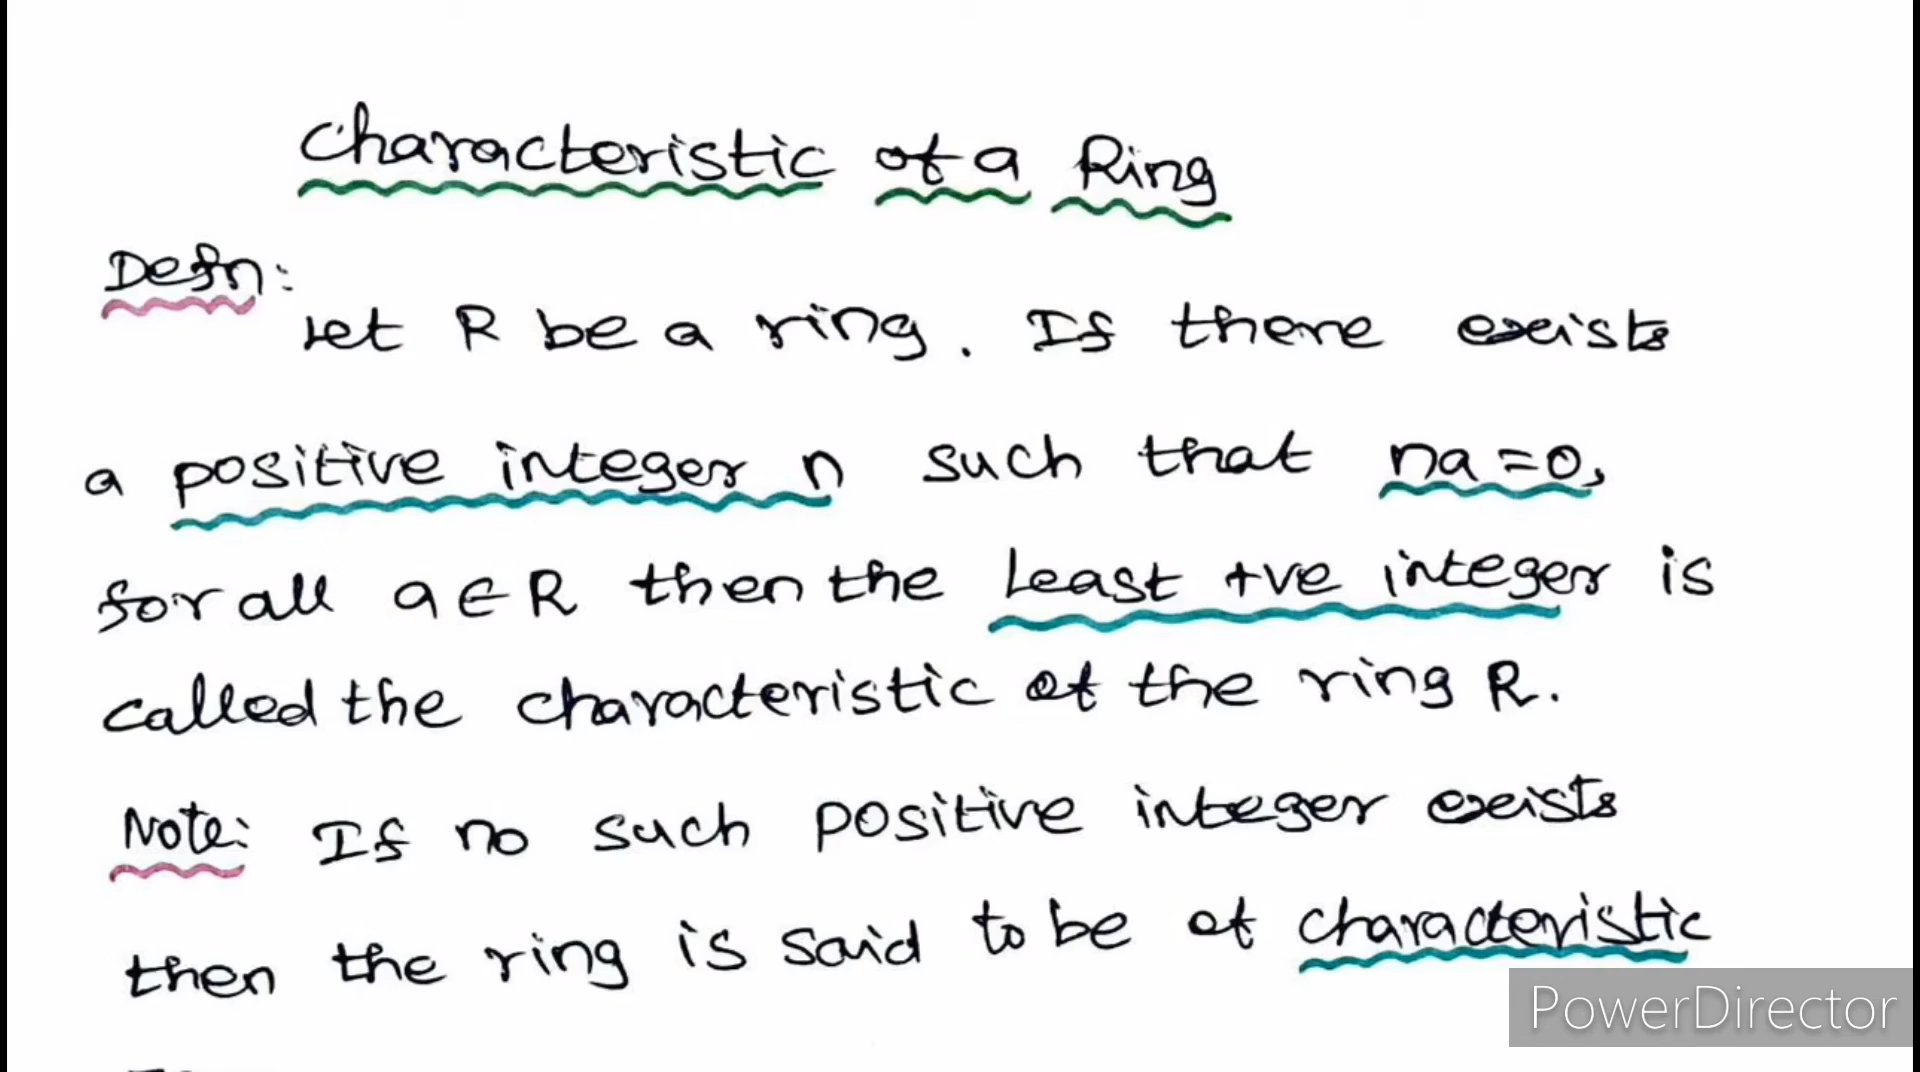 Characteristic of a Ring
Defn:
Let R be a ring. If there exists
a positive integer n such that na=0,
for all a∈R then the least +ve integer is
called the characteristic of the ring R.
Note: If no such positive integer exists
then the ring is said to be of characteristic
PowerDirector